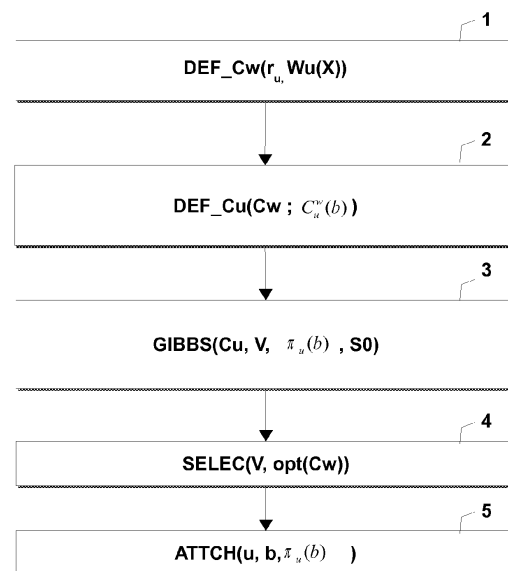 1
DEF_Cw(r_u, Wu(X))
2
DEF_Cu(Cw ; C_u^w(b) )
3
GIBBS(Cu, V, π_u(b) , S0)
4
SELEC(V, opt(Cw))
5
ATTCH(u, b, π_u(b) )